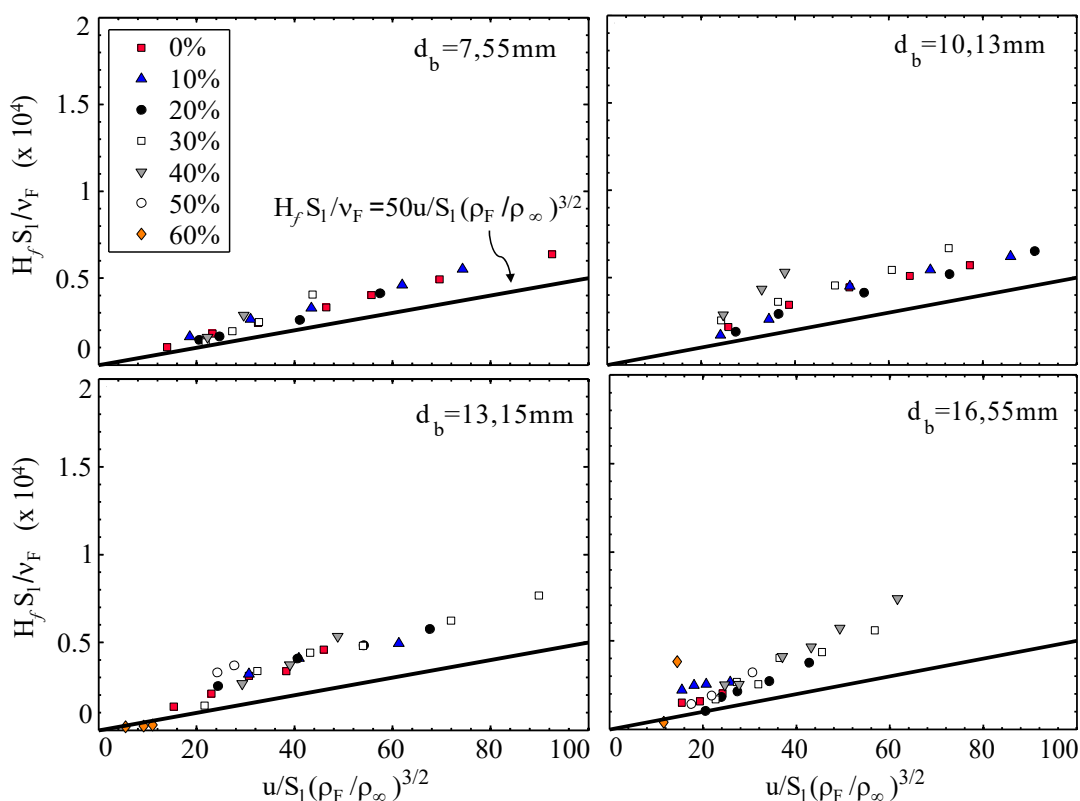 d_b=7,55mm
0%
10%
20%
30%
40%
50%
60%
H_f S_l/ν_F =50u/S_l(ρ_F/ρ_∞)^3/2
2
1.5
1
0.5
0
H_f S_l/ν_F (x 10^4)
d_b=10,13mm
d_b=13,15mm
2
1.5
1
0.5
0
H_f S_l/ν_F (x 10^4)
0 20 40 60 80 100
u/S_l(ρ_F/ρ_∞)^3/2
d_b=16,55mm
0 20 40 60 80 100
u/S_l(ρ_F/ρ_∞)^3/2